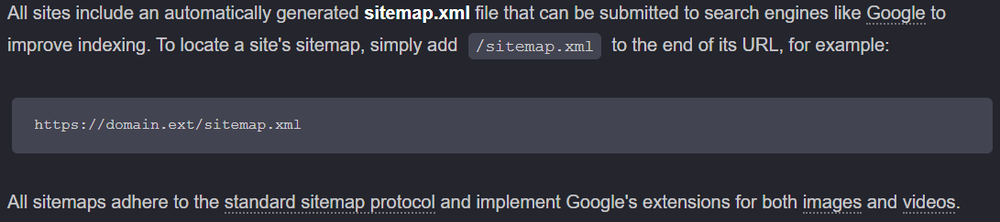 All sites include an automatically generated sitemap.xml file that can be submitted to search engines like Google to
improve indexing. To locate a site's sitemap, simply add /sitemap.xml to the end of its URL, for example:
https://domain.ext/sitemap.xml
All sitemaps adhere to the standard sitemap protocol and implement Google's extensions for both images and videos.